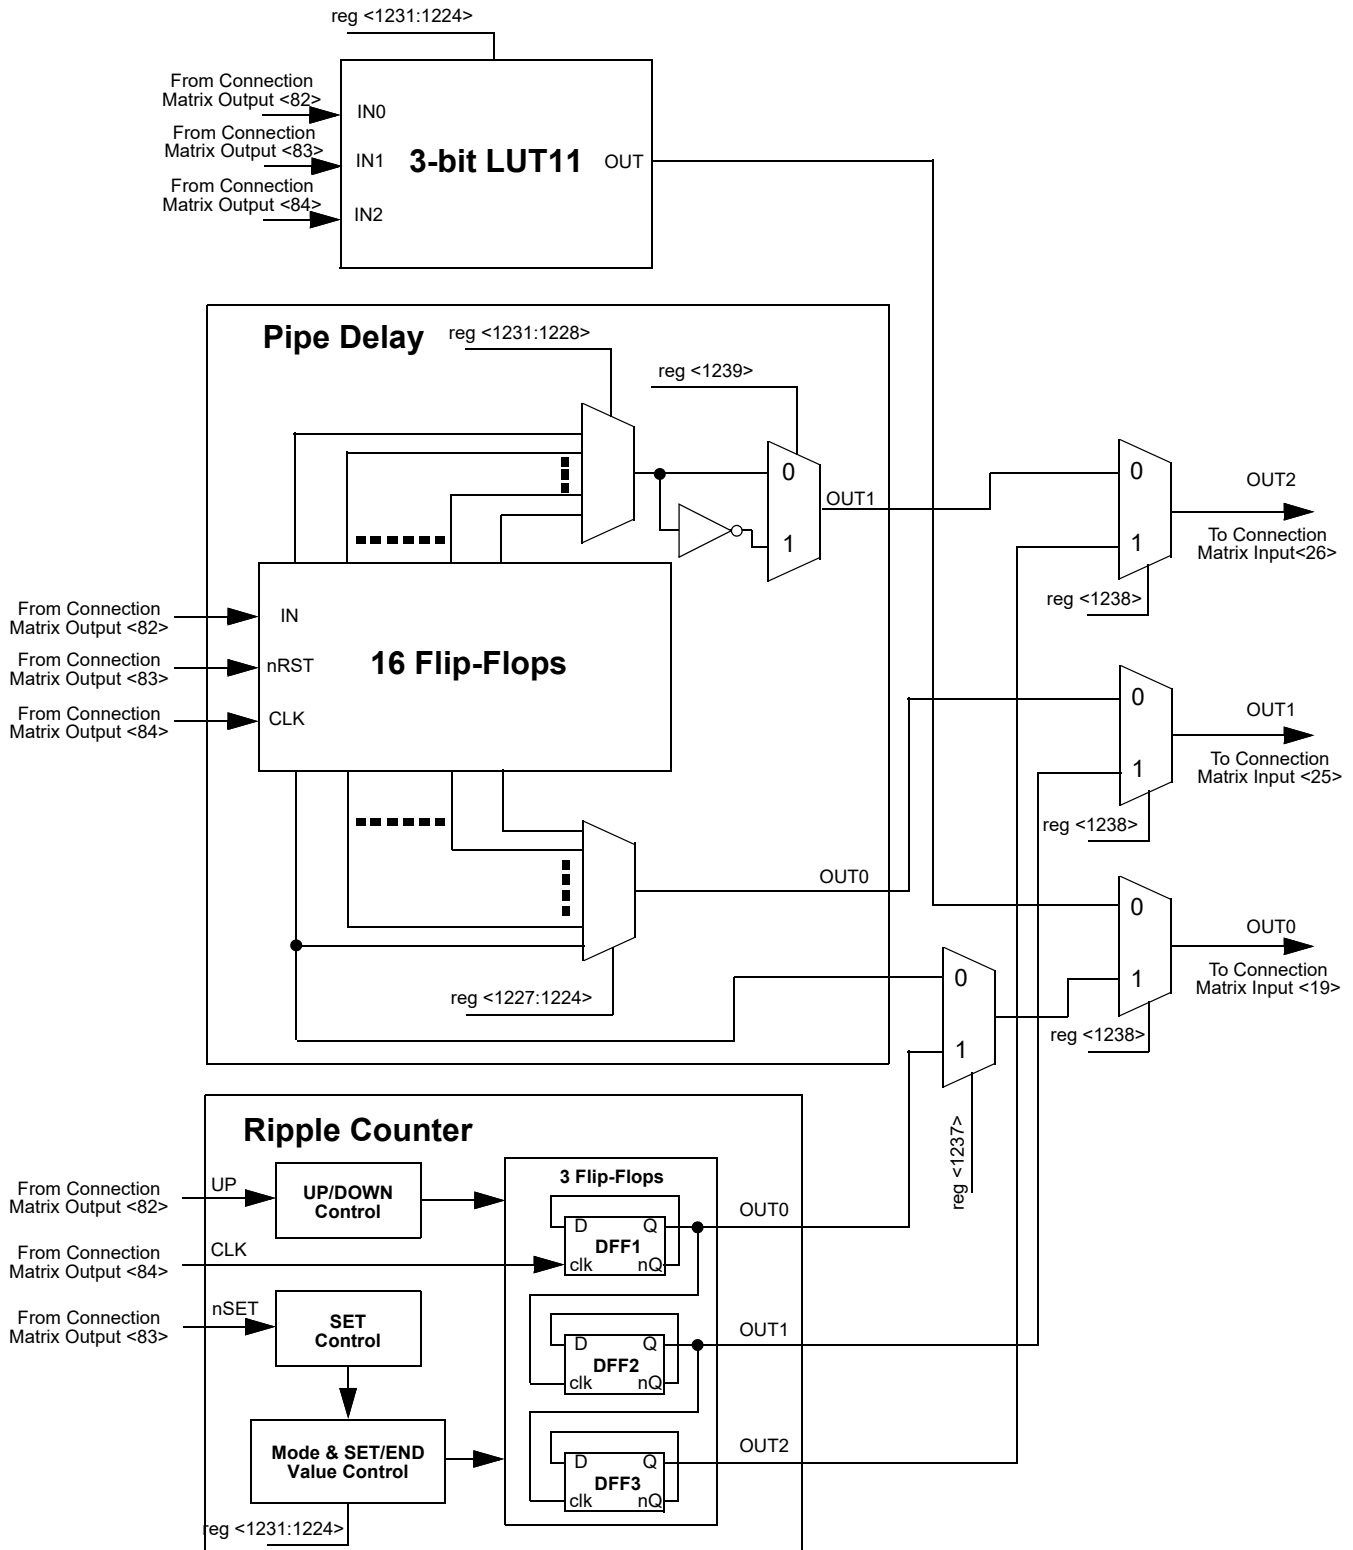 reg <1231:1224>
From Connection
Matrix Output <82>
IN0
From Connection
Matrix Output <83>
IN1
3-bit LUT11
OUT
From Connection
Matrix Output <84>
IN2
Pipe Delay
reg <1231:1228>
reg <1239>
0
1
OUT1
0
1
OUT2
To Connection
Matrix Input<26>
reg <1238>
From Connection
Matrix Output <82>
IN
From Connection
Matrix Output <83>
nRST
16 Flip-Flops
From Connection
Matrix Output <84>
CLK
0
1
OUT1
To Connection
Matrix Input <25>
reg <1238>
OUT0
0
1
OUT0
To Connection
Matrix Input <19>
reg <1238>
reg <1227:1224>
0
1
reg <1237>
Ripple Counter
From Connection
Matrix Output <82>
UP
UP/DOWN
Control
3 Flip-Flops
D
Q
DFF1
clk
nQ
OUT0
From Connection
Matrix Output <84>
CLK
From Connection
Matrix Output <83>
nSET
SET
Control
D
Q
DFF2
clk
nQ
OUT1
Mode & SET/END
Value Control
D
Q
DFF3
clk
nQ
OUT2
reg <1231:1224>